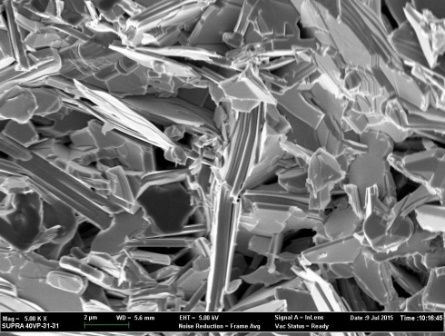 Mag = 5.00 K X 2 µm WD = 5.6 mm EHT = 5.00 kV Signal A = InLens Date :9 Jul 2015 Time :10:18:45
SUPRA 40VP-31-31 Noise Reduction = Frame Avg Vac Status = Ready